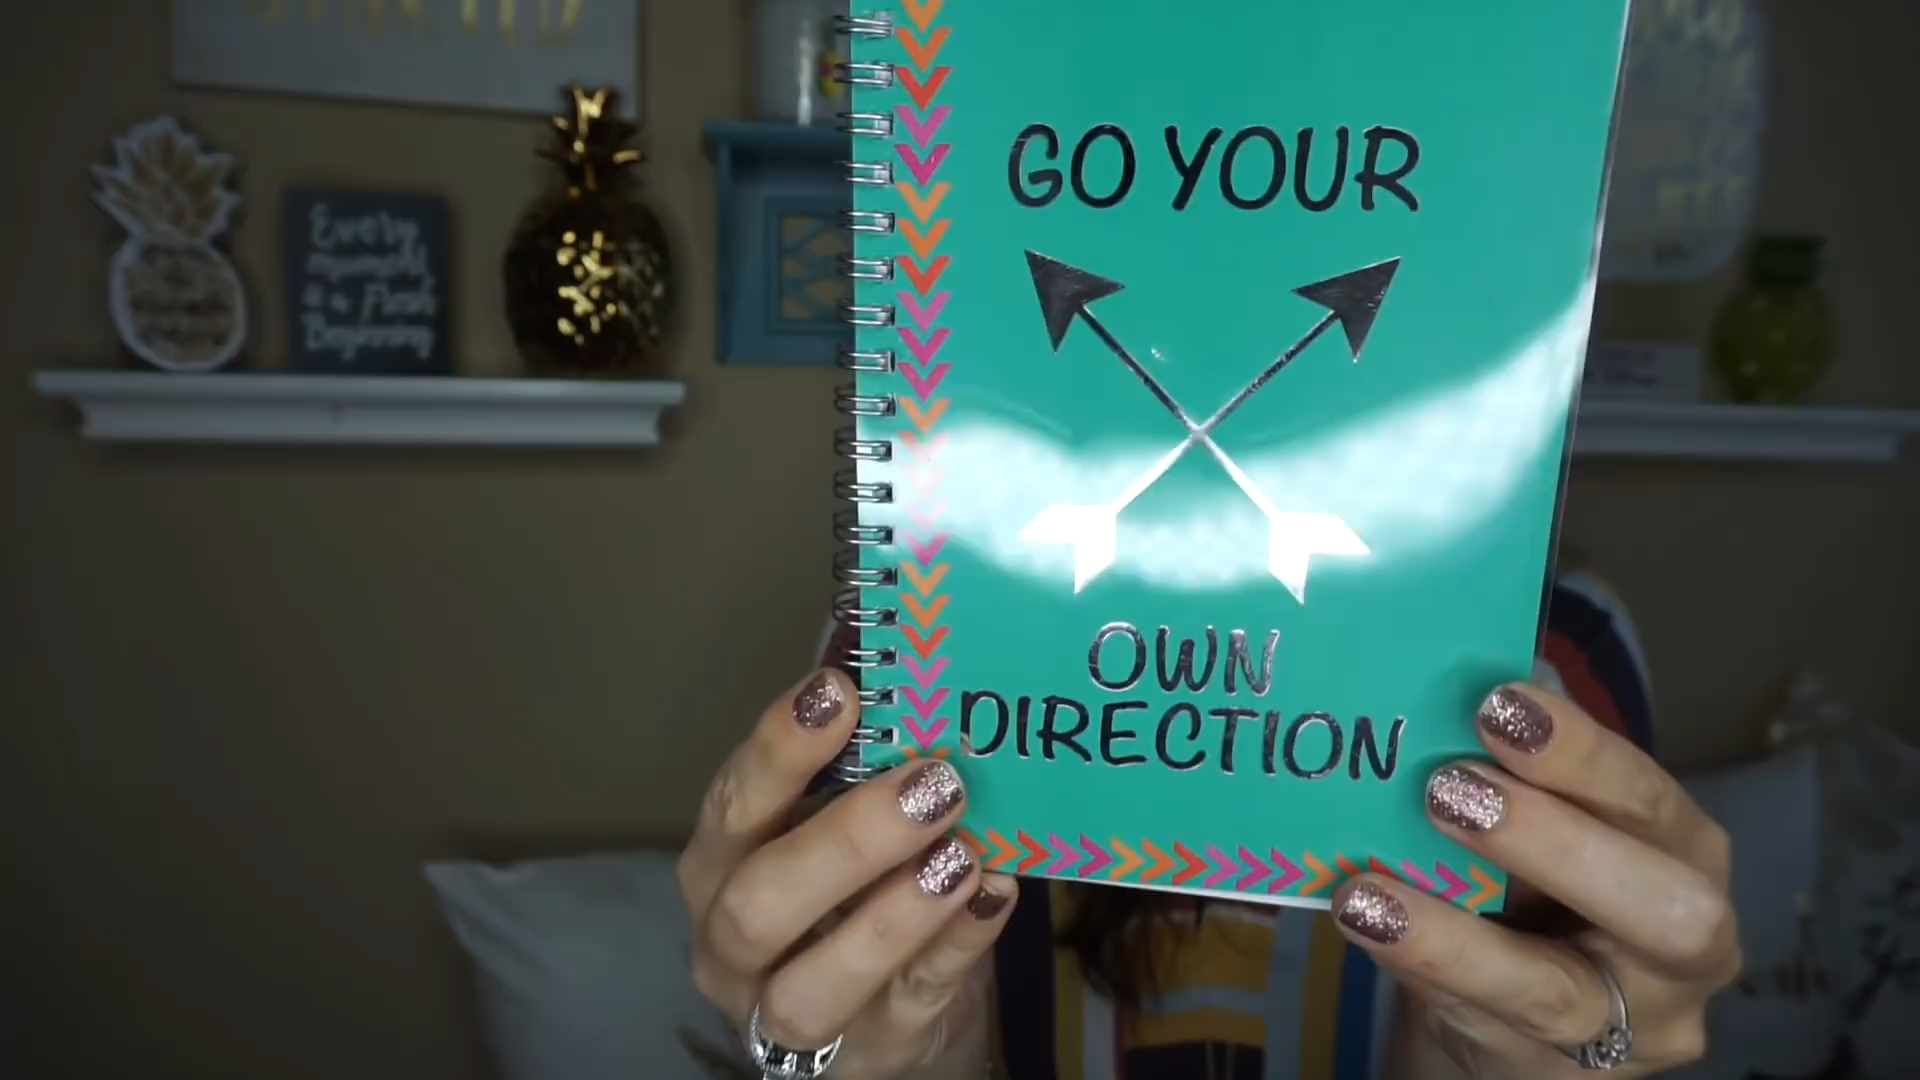 GO YOUR
OWN
DIRECTION
Every
moment
is a Fresh
Beginning